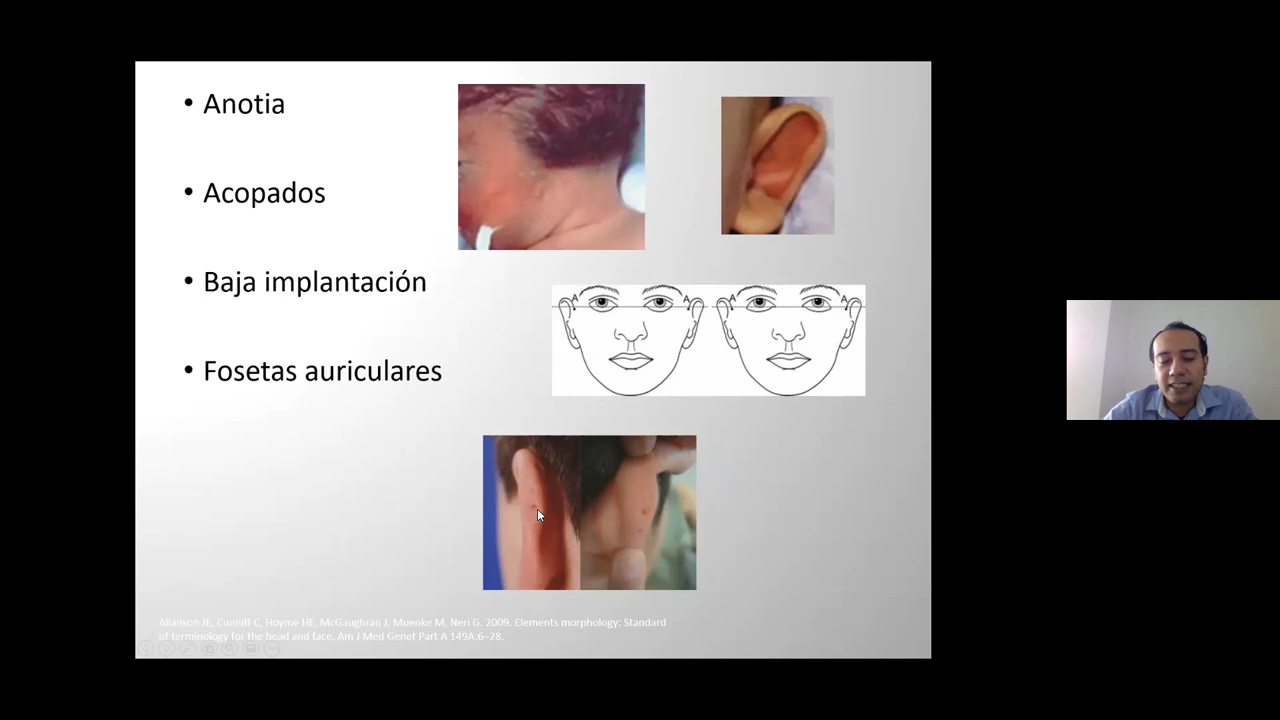 • Anotia
• Acopados
• Baja implantación
• Fosetas auriculares
A A A A
Allanson JE, Cunniff C, Hoyme HE, McGaughran J, Muenke M, Neri G. 2009. Elements morphology: Standard
of terminology for the head and face. Am J Med Genet Part A 149A:6–28.